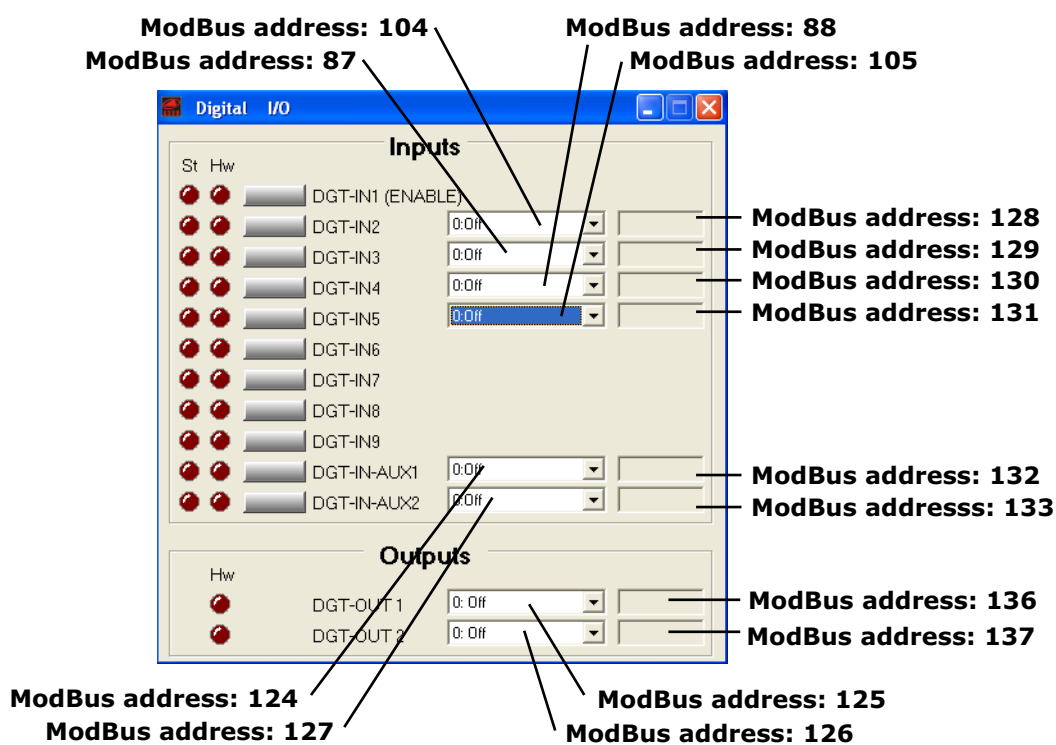 ModBus address: 104
ModBus address: 88
ModBus address: 87
ModBus address: 105
Digital I/O
Inputs
St Hw
DGT-IN1 (ENABLE)
DGT-IN2 0:Off ModBus address: 128
DGT-IN3 0:Off ModBus address: 129
DGT-IN4 0:Off ModBus address: 130
DGT-IN5 0:Off ModBus address: 131
DGT-IN6
DGT-IN7
DGT-IN8
DGT-IN9
DGT-IN-AUX1 0:Off ModBus address: 132
DGT-IN-AUX2 0:Off ModBus addresss: 133
Outputs
Hw
DGT-OUT 1 0: Off ModBus address: 136
DGT-OUT 2 0: Off ModBus address: 137
ModBus address: 124
ModBus address: 125
ModBus address: 127
ModBus address: 126